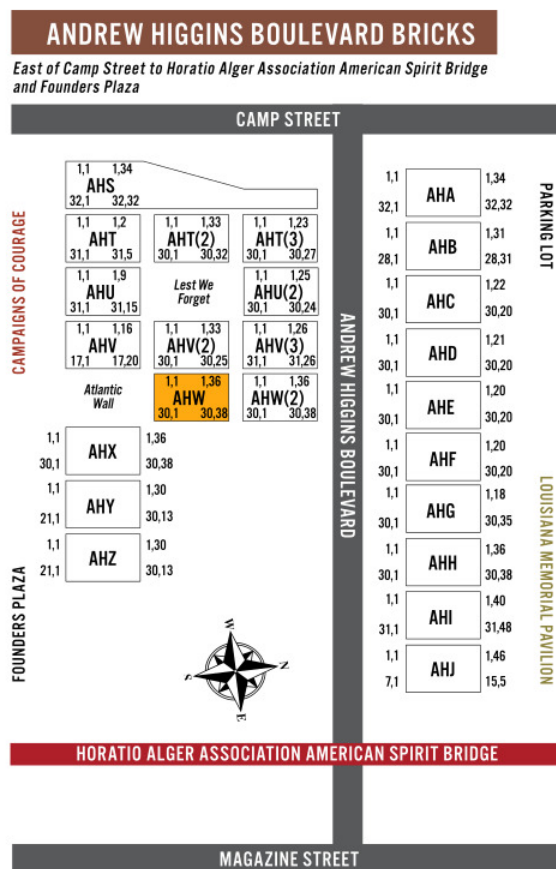 ANDREW HIGGINS BOULEVARD BRICKS
East of Camp Street to Horatio Alger Association American Spirit Bridge
and Founders Plaza
CAMP STREET
1,1 1,34
AHS
32,1 32,32
1,1 1,2
AHT
31,1 31,5
1,1 1,33
AHT(2)
30,1 30,32
1,1 1,23
AHT(3)
30,1 30,27
1,1 1,9
AHU
31,1 31,15
Lest We
Forget
1,1 1,25
AHU(2)
30,1 30,24
1,1 1,16
AHV
17,1 17,20
1,1 1,33
AHV(2)
30,1 30,25
1,1 1,26
AHV(3)
31,1 31,26
Atlantic
Wall
1,1 1,36
AHW
30,1 30,38
1,1 1,36
AHW(2)
30,1 30,38
1,1 1,36
AHX
30,1 30,38
1,1 1,30
AHY
21,1 30,13
1,1 1,30
AHZ
21,1 30,13
CAMPAIGNS OF COURAGE
FOUNDERS PLAZA
W
N
S
E
ANDREW HIGGINS BOULEVARD
1,1 1,34
AHA
32,1 32,32
1,1 1,31
AHB
28,1 28,31
1,1 1,22
AHC
30,1 30,20
1,1 1,21
AHD
30,1 30,20
1,1 1,20
AHE
30,1 30,20
1,1 1,20
AHF
30,1 30,20
1,1 1,18
AHG
30,1 30,35
1,1 1,36
AHH
30,1 30,38
1,1 1,40
AHI
31,1 31,48
1,1 1,46
AHJ
7,1 15,5
PARKING LOT
LOUISIANA MEMORIAL PAVILION
HORATIO ALGER ASSOCIATION AMERICAN SPIRIT BRIDGE
MAGAZINE STREET